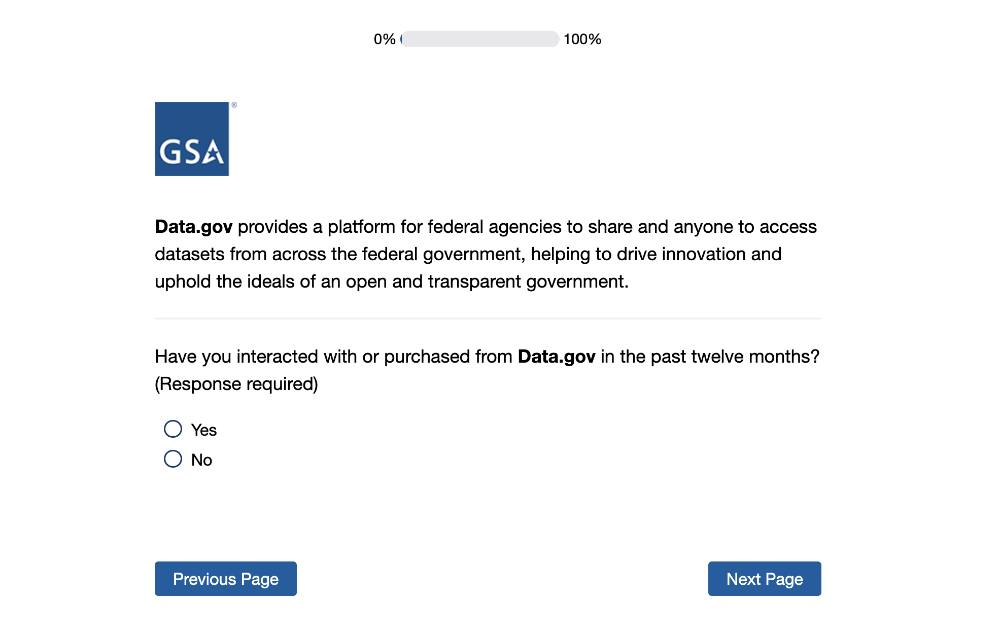 0% 100%
GSA
Data.gov provides a platform for federal agencies to share and anyone to access
datasets from across the federal government, helping to drive innovation and
uphold the ideals of an open and transparent government.
Have you interacted with or purchased from Data.gov in the past twelve months?
(Response required)
Yes
No
Previous Page Next Page